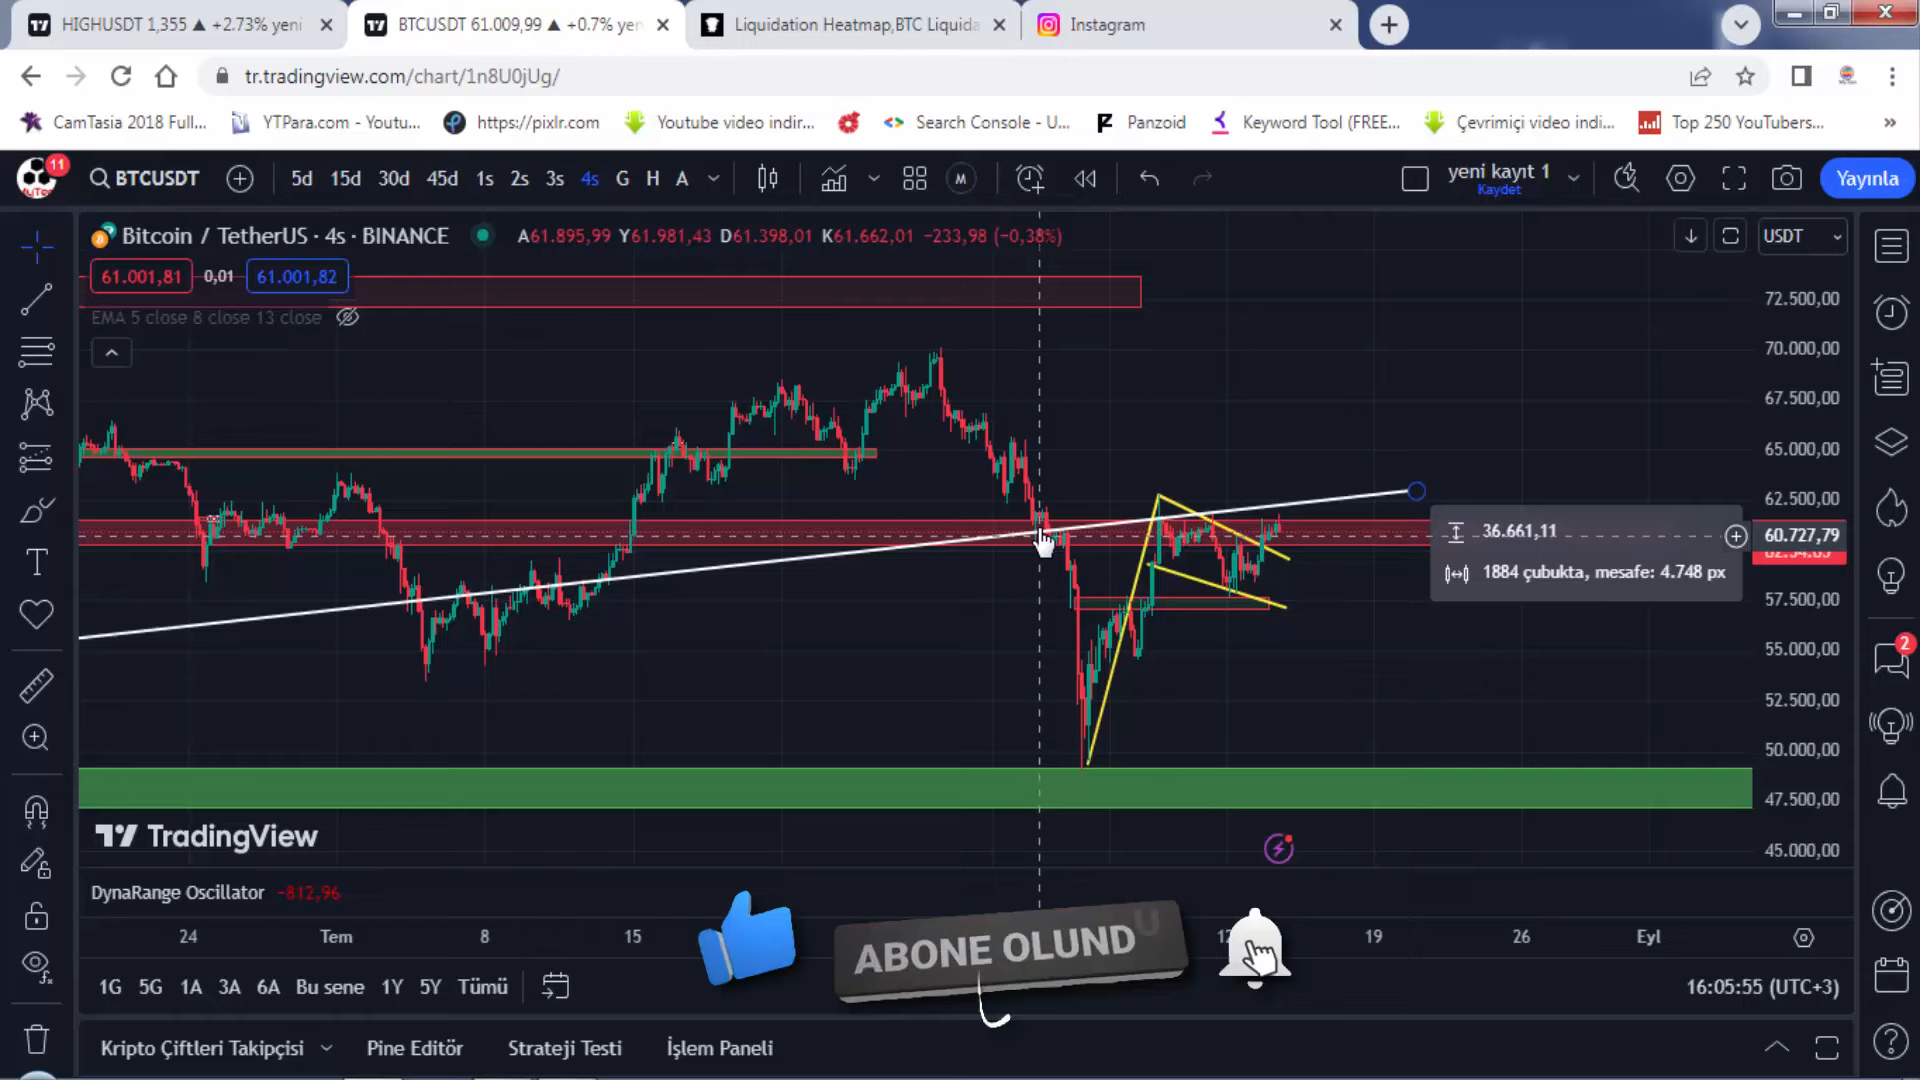 HIGHUSDT 1,355 ▲ +2.73% yeni
BTCUSDT 61.009,99 ▲ +0.7% yen
Liquidation Heatmap,BTC Liquida
Instagram
tr.tradingview.com/chart/1n8U0jUg/
CamTasia 2018 Full...
YTPara.com - Youtu...
https://pixlr.com
Youtube video indir...
Search Console - U...
Panzoid
Keyword Tool (FREE...
Çevrimiçi video indi...
Top 250 YouTubers...
»
11
BTCUSDT
5d 15d 30d 45d 1s 2s 3s 4s G H A
M
yeni kayıt 1
Kaydet
Yayınla
Bitcoin / TetherUS · 4s · BINANCE
A61.895,99 Y61.981,43 D61.398,01 K61.662,01 −233,98 (−0,38%)
USDT
61.001,81 0,01 61.001,82
EMA 5 close 8 close 13 close
72.500,00
70.000,00
67.500,00
65.000,00
62.500,00
36.661,11
60.727,79
1884 çubukta, mesafe: 4.748 px
57.500,00
55.000,00
52.500,00
50.000,00
47.500,00
45.000,00
2
TradingView
DynaRange Oscillator −812,96
24 Tem 8 15 12 19 26 Eyl
ABONE OLUNDU
1G 5G 1A 3A 6A Bu sene 1Y 5Y Tümü
16:05:55 (UTC+3)
Kripto Çiftleri Takipçisi
Pine Editör
Strateji Testi
İşlem Paneli